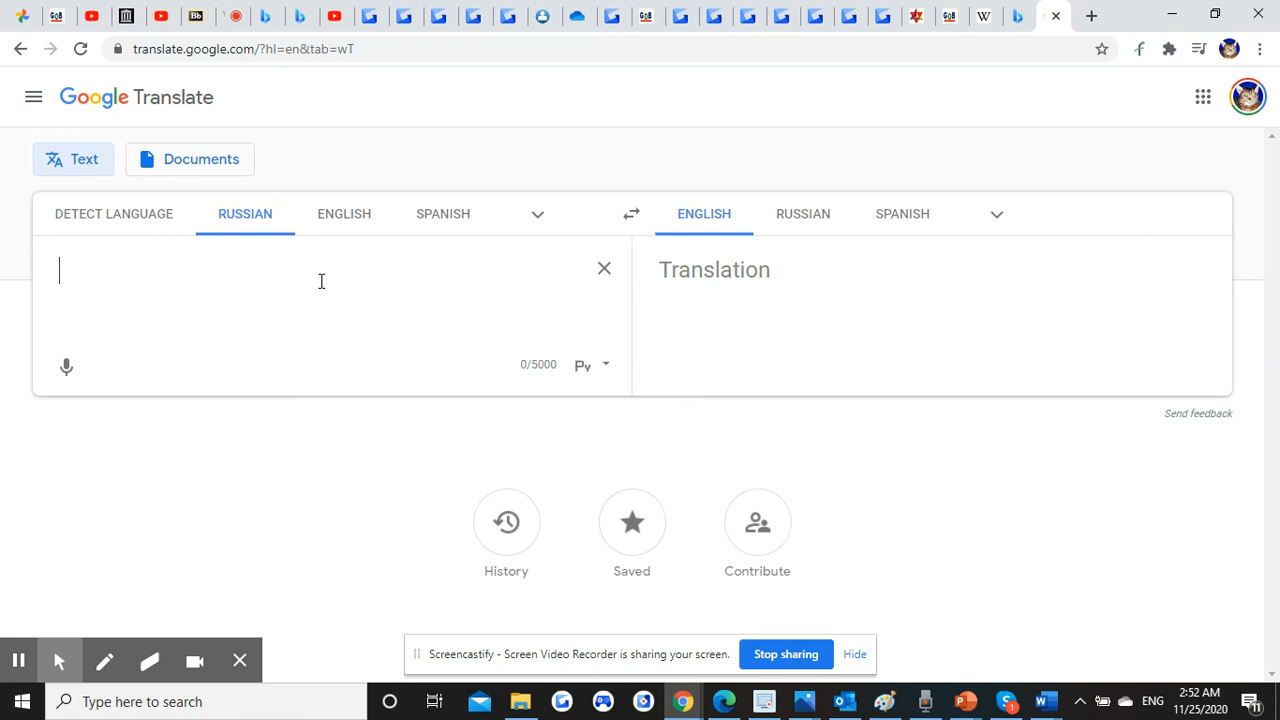 translate.google.com/?hl=en&tab=wT
Google Translate
Text
Documents
DETECT LANGUAGE RUSSIAN ENGLISH SPANISH
ENGLISH RUSSIAN SPANISH
Translation
0/5000
Send feedback
History
Saved
Contribute
Screencastify - Screen Video Recorder is sharing your screen.
Stop sharing
Hide
Type here to search
ENG
2:52 AM
11/25/2020